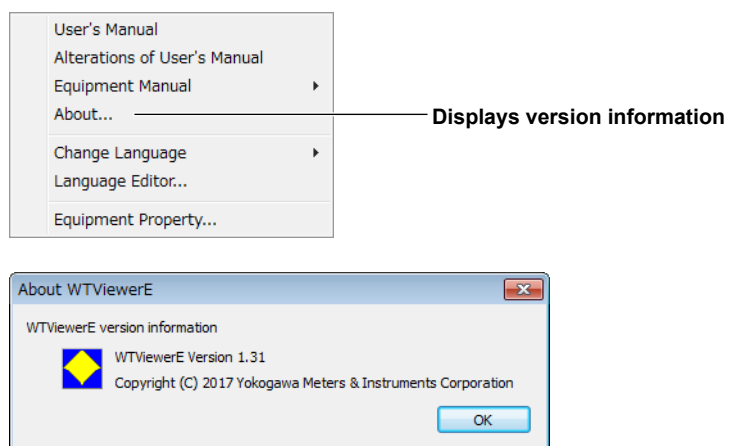 User's Manual
Alterations of User's Manual
Equipment Manual
About...
Displays version information
Change Language
Language Editor...
Equipment Property...
About WTViewerE
WTViewerE version information
WTViewerE Version 1.31
Copyright (C) 2017 Yokogawa Meters & Instruments Corporation
OK